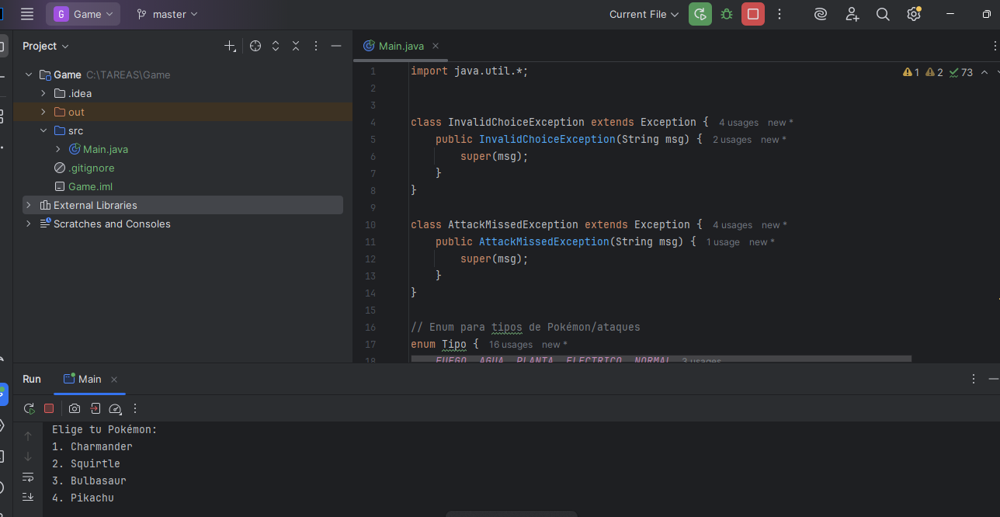 G Game master Current File
Project
Main.java
Game C:\TAREAS\Game
.idea
out
src
Main.java
.gitignore
Game.iml
External Libraries
Scratches and Consoles
1 2 73
1 import java.util.*;
2
3
4 class InvalidChoiceException extends Exception { 4 usages new *
5 public InvalidChoiceException(String msg) { 2 usages new *
6 super(msg);
7 }
8 }
9
10 class AttackMissedException extends Exception { 4 usages new *
11 public AttackMissedException(String msg) { 1 usage new *
12 super(msg);
13 }
14 }
15
16 // Enum para tipos de Pokémon/ataques
17 enum Tipo { 16 usages new *
18 FUEGO, AGUA, PLANTA, ELECTRICO, NORMAL 3 usages
Run Main
Elige tu Pokémon:
1. Charmander
2. Squirtle
3. Bulbasaur
4. Pikachu